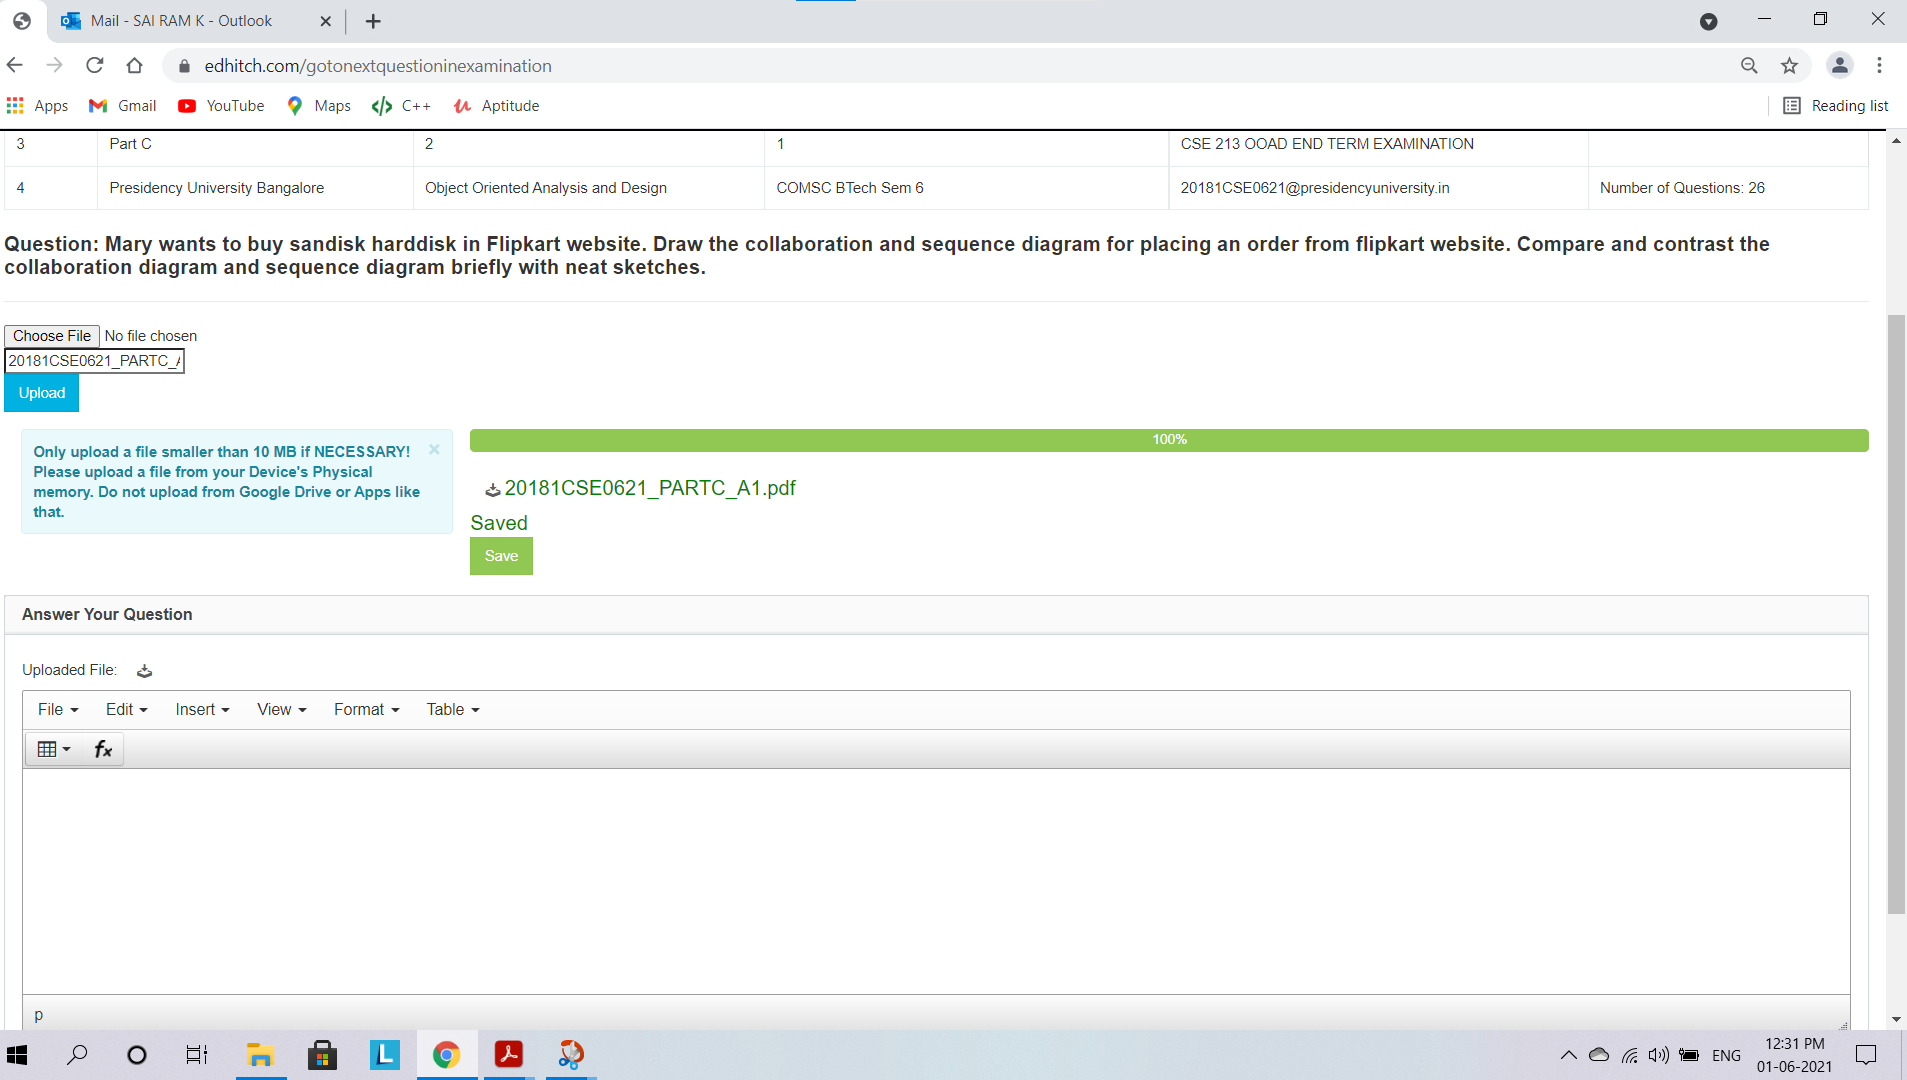 Mail - SAI RAM K - Outlook
edhitch.com/gotonextquestioninexamination
Apps Gmail YouTube Maps C++ Aptitude Reading list
3 Part C 2 1 CSE 213 OOAD END TERM EXAMINATION
4 Presidency University Bangalore Object Oriented Analysis and Design COMSC BTech Sem 6 20181CSE0621@presidencyuniversity.in Number of Questions: 26
Question: Mary wants to buy sandisk harddisk in Flipkart website. Draw the collaboration and sequence diagram for placing an order from flipkart website. Compare and contrast the
collaboration diagram and sequence diagram briefly with neat sketches.
Choose File No file chosen
20181CSE0621_PARTC_A
Upload
Only upload a file smaller than 10 MB if NECESSARY! ×
Please upload a file from your Device's Physical
memory. Do not upload from Google Drive or Apps like
that.
100%
20181CSE0621_PARTC_A1.pdf
Saved
Save
Answer Your Question
Uploaded File:
File Edit Insert View Format Table
fx
p
L
ENG
12:31 PM
01-06-2021